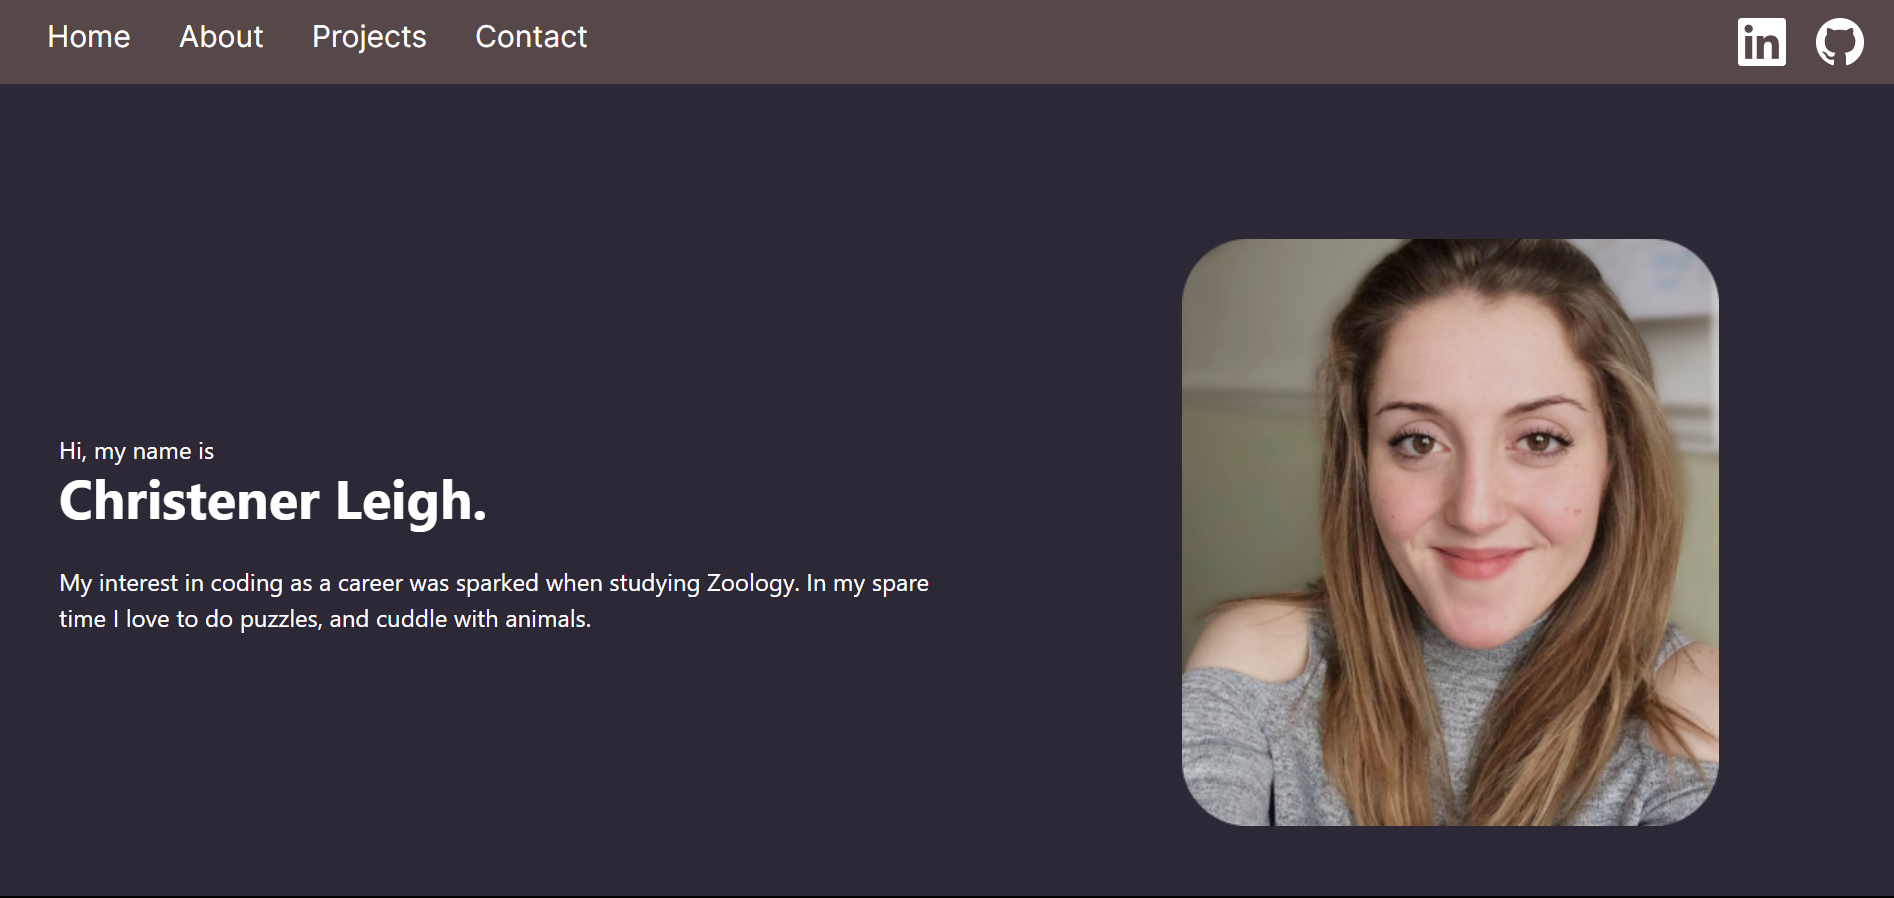 Home About Projects Contact
in
Hi, my name is
Christener Leigh.
My interest in coding as a career was sparked when studying Zoology. In my spare
time I love to do puzzles, and cuddle with animals.